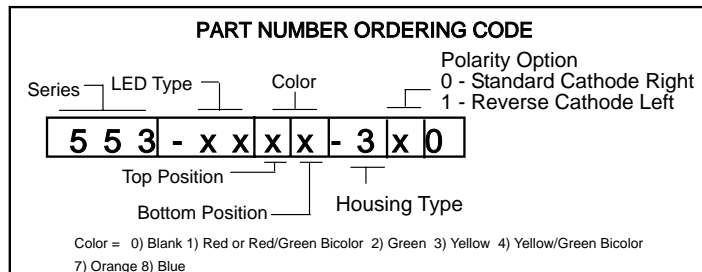 PART NUMBER ORDERING CODE
Polarity Option
0 - Standard Cathode Right
1 - Reverse Cathode Left
Series LED Type Color
5 5 3 - x x x x - 3 x 0
Top Position
Bottom Position
Housing Type
Color = 0) Blank 1) Red or Red/Green Bicolor 2) Green 3) Yellow 4) Yellow/Green Bicolor
7) Orange 8) Blue